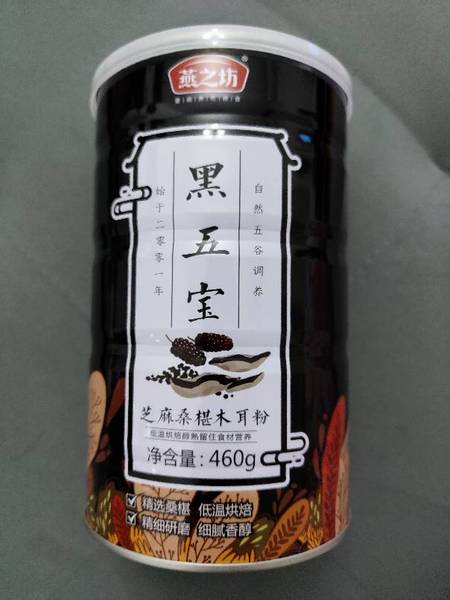 燕之坊
黑五宝
自然五谷调养
始于二零零一年
芝麻桑椹木耳粉
低温烘焙醇熟留住食材营养
净含量：460g
精选桑椹 低温烘焙
精细研磨 细腻香醇